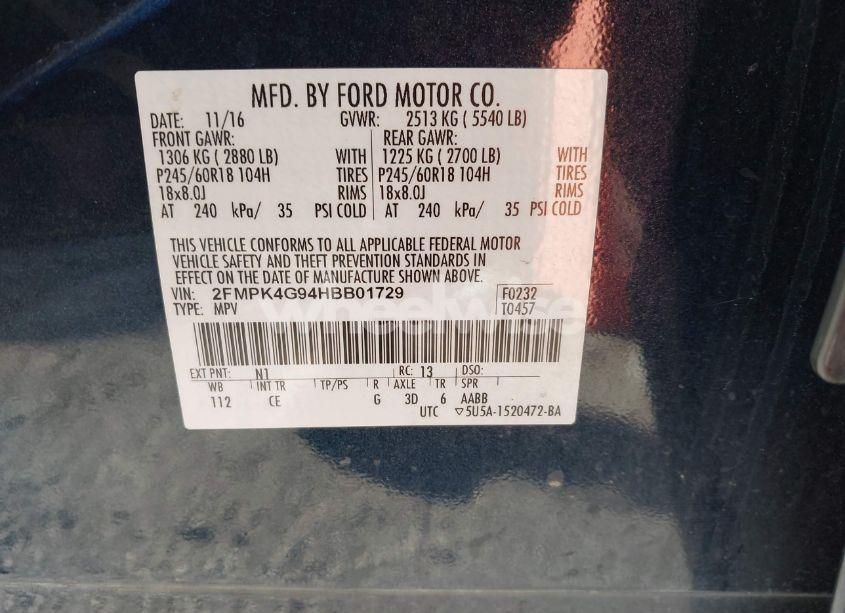 MFD. BY FORD MOTOR CO.
DATE: 11/16 GVWR: 2513 KG ( 5540 LB)
FRONT GAWR: REAR GAWR:
1306 KG ( 2880 LB) WITH 1225 KG ( 2700 LB) WITH
P245/60R18 104H TIRES P245/60R18 104H TIRES
18x8.0J RIMS 18x8.0J RIMS
AT 240 kPa/ 35 PSI COLD AT 240 kPa/ 35 PSI COLD
THIS VEHICLE CONFORMS TO ALL APPLICABLE FEDERAL MOTOR
VEHICLE SAFETY AND THEFT PREVENTION STANDARDS IN
EFFECT ON THE DATE OF MANUFACTURE SHOWN ABOVE.
VIN: 2FMPK4G94HBB01729 F0232
TYPE: MPV T0457
wheelwise
EXT PNT: N1 RC: 13 DSO:
WB INT TR TP/PS R AXLE TR SPR
112 CE G 3D 6 AABB
UTC ▽5U5A-1520472-BA